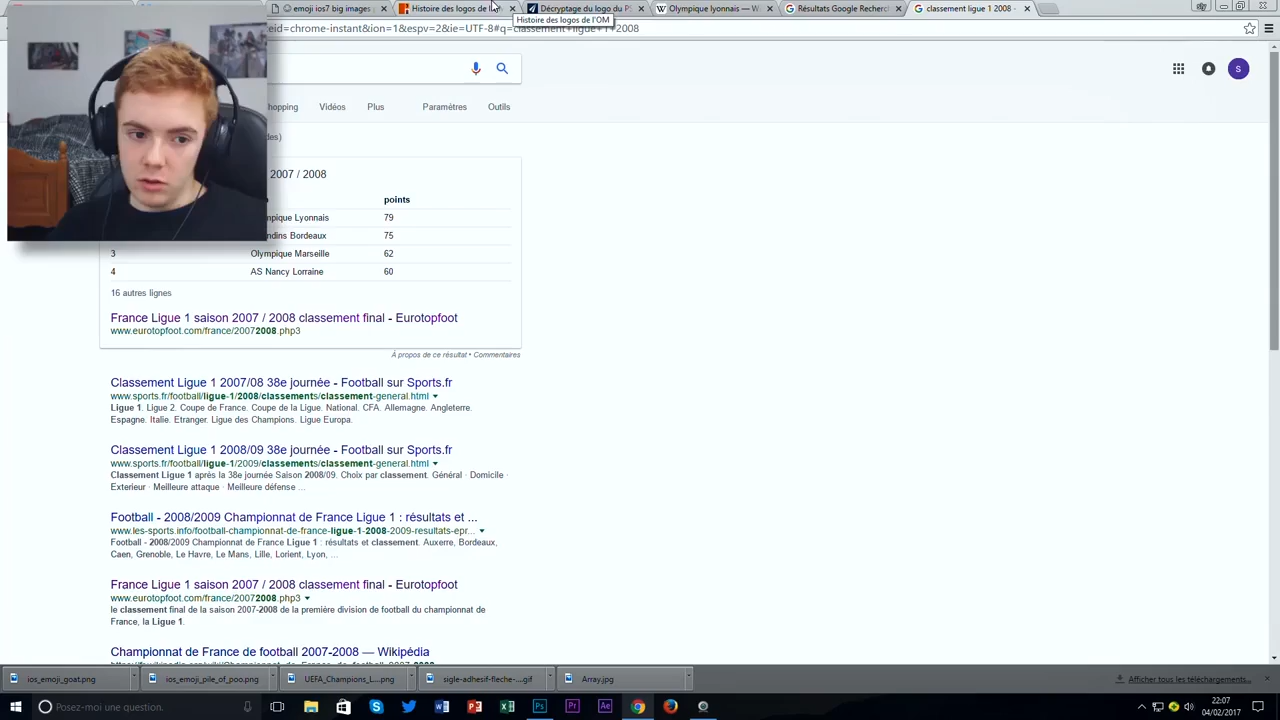 emoji ios7 big images
Histoire des logos de l
Décryptage du logo du PS
Olympique lyonnais — W
Résultats Google Recherch
classement ligue 1 2008 -
Histoire des logos de l'OM
eid=chrome-instant&ion=1&espv=2&ie=UTF-8#q=classement+ligue+1+2008
S
hopping
Vidéos
Plus
Paramètres
Outils
des)
2007 / 2008
points
mpique Lyonnais 79
ndins Bordeaux 75
3 Olympique Marseille 62
4 AS Nancy Lorraine 60
16 autres lignes
France Ligue 1 saison 2007 / 2008 classement final - Eurotopfoot
www.eurotopfoot.com/france/20072008.php3
À propos de ce résultat • Commentaires
Classement Ligue 1 2007/08 38e journée - Football sur Sports.fr
www.sports.fr/football/ligue-1/2008/classements/classement-general.html
Ligue 1. Ligue 2. Coupe de France. Coupe de la Ligue. National. CFA. Allemagne. Angleterre.
Espagne. Italie. Etranger. Ligue des Champions. Ligue Europa.
Classement Ligue 1 2008/09 38e journée - Football sur Sports.fr
www.sports.fr/football/ligue-1/2009/classements/classement-general.html
Classement Ligue 1 après la 38e journée Saison 2008/09. Choix par classement. Général · Domicile ·
Exterieur · Meilleure attaque · Meilleure défense ...
Football - 2008/2009 Championnat de France Ligue 1 : résultats et ...
www.les-sports.info/football-championnat-de-france-ligue-1-2008-2009-resultats-epr...
Football - 2008/2009 Championnat de France Ligue 1 : résultats et classement. Auxerre, Bordeaux,
Caen, Grenoble, Le Havre, Le Mans, Lille, Lorient, Lyon, ...
France Ligue 1 saison 2007 / 2008 classement final - Eurotopfoot
www.eurotopfoot.com/france/20072008.php3
le classement final de la saison 2007-2008 de la première division de football du championnat de
France, la Ligue 1.
Championnat de France de football 2007-2008 — Wikipédia
ios_emoji_goat.png
ios_emoji_pile_of_poo.png
UEFA_Champions_L....png
sigle-adhesif-fleche-....gif
Array.jpg
Afficher tous les téléchargements...
Posez-moi une question.
22:07
04/02/2017